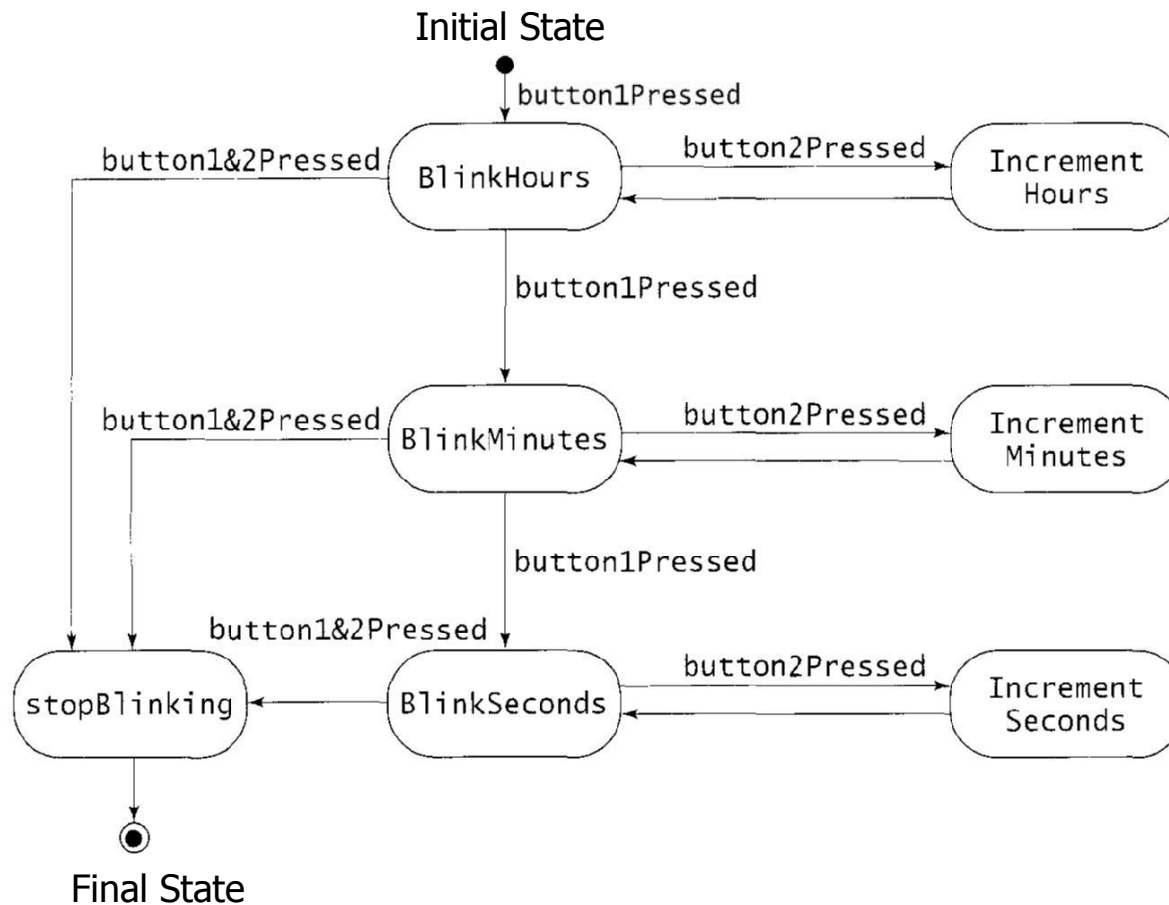 Initial State
button1Pressed
button1&2Pressed
BlinkHours
button2Pressed
Increment
Hours
button1Pressed
button1&2Pressed
BlinkMinutes
button2Pressed
Increment
Minutes
button1Pressed
button1&2Pressed
stopBlinking
BlinkSeconds
button2Pressed
Increment
Seconds
Final State